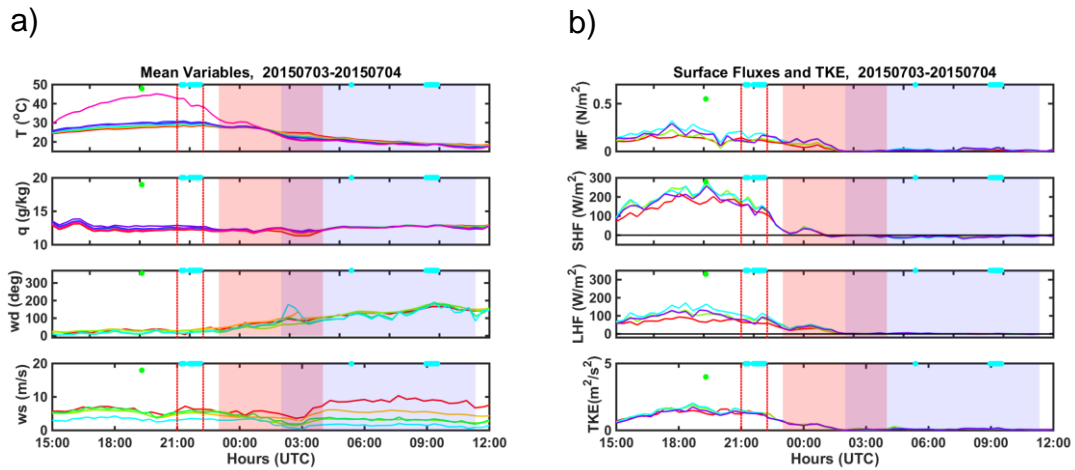 a)
Mean Variables, 20150703-20150704
50
40
30
20
T (°C)
20
15
10
q (g/kg)
300
200
100
0
wd (deg)
20
10
0
ws (m/s)
15:00 18:00 21:00 00:00 03:00 06:00 09:00 12:00
Hours (UTC)
b)
Surface Fluxes and TKE, 20150703-20150704
0.5
0
MF (N/m²)
300
200
100
0
SHF (W/m²)
300
200
100
0
LHF (W/m²)
5
0
TKE(m²/s²)
15:00 18:00 21:00 00:00 03:00 06:00 09:00 12:00
Hours (UTC)